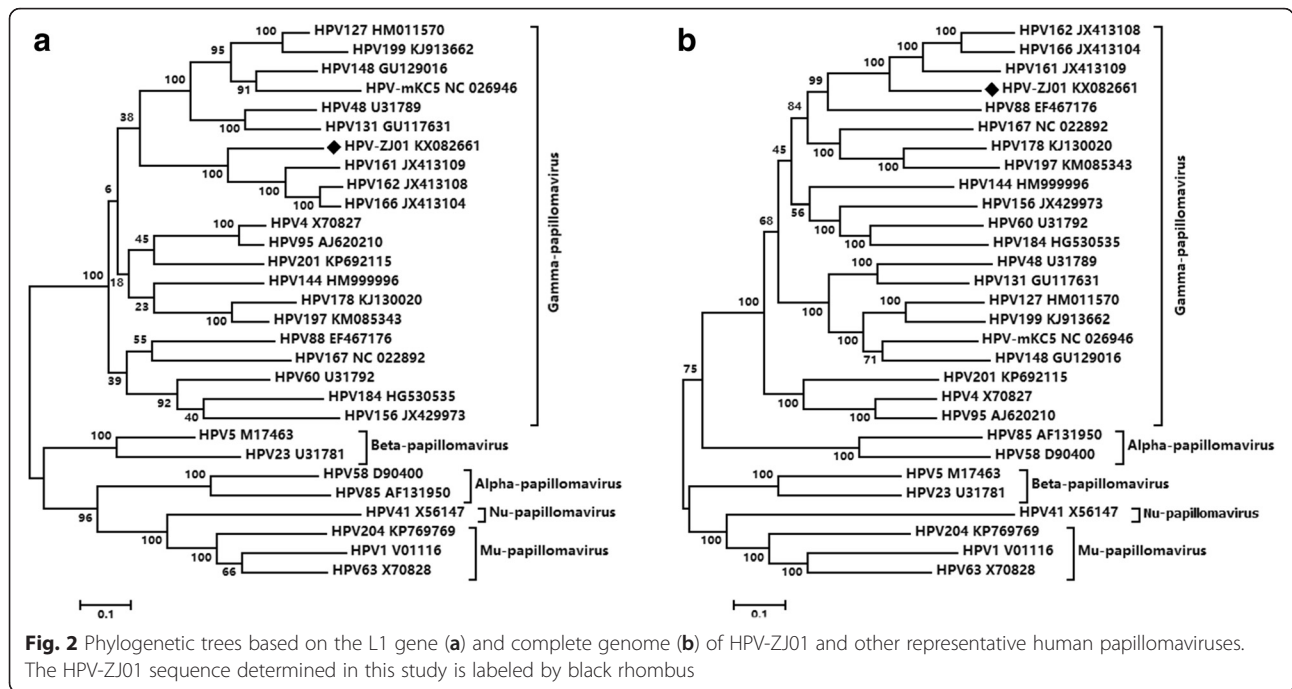 a
HPV127 HM011570
HPV199 KJ913662
HPV148 GU129016
HPV-mKC5 NC 026946
HPV48 U31789
HPV131 GU117631
HPV-ZJ01 KX082661
HPV161 JX413109
HPV162 JX413108
HPV166 JX413104
HPV4 X70827
HPV95 AJ620210
HPV201 KP692115
HPV144 HM999996
HPV178 KJ130020
HPV197 KM085343
HPV88 EF467176
HPV167 NC 022892
HPV60 U31792
HPV184 HG530535
HPV156 JX429973
HPV5 M17463
HPV23 U31781
HPV58 D90400
HPV85 AF131950
HPV41 X56147
HPV204 KP769769
HPV1 V01116
HPV63 X70828
Gamma-papillomavirus
Beta-papillomavirus
Alpha-papillomavirus
Nu-papillomavirus
Mu-papillomavirus
100
95
100
91
100
38
100
100
100
6
100
45
100
18
23
100
55
39
92
40
100
100
96
100
100
66
0.1
b
HPV162 JX413108
HPV166 JX413104
HPV161 JX413109
HPV-ZJ01 KX082661
HPV88 EF467176
HPV167 NC 022892
HPV178 KJ130020
HPV197 KM085343
HPV144 HM999996
HPV156 JX429973
HPV60 U31792
HPV184 HG530535
HPV48 U31789
HPV131 GU117631
HPV127 HM011570
HPV199 KJ913662
HPV-mKC5 NC 026946
HPV148 GU129016
HPV201 KP692115
HPV4 X70827
HPV95 AJ620210
HPV85 AF131950
HPV58 D90400
HPV5 M17463
HPV23 U31781
HPV41 X56147
HPV204 KP769769
HPV1 V01116
HPV63 X70828
Gamma-papillomavirus
Alpha-papillomavirus
Beta-papillomavirus
Nu-papillomavirus
Mu-papillomavirus
100
100
99
84
100
100
45
56
100
100
68
100
100
100
100
71
100
100
100
75
100
100
100
100
100
0.1
Fig. 2 Phylogenetic trees based on the L1 gene (a) and complete genome (b) of HPV-ZJ01 and other representative human papillomaviruses.
The HPV-ZJ01 sequence determined in this study is labeled by black rhombus